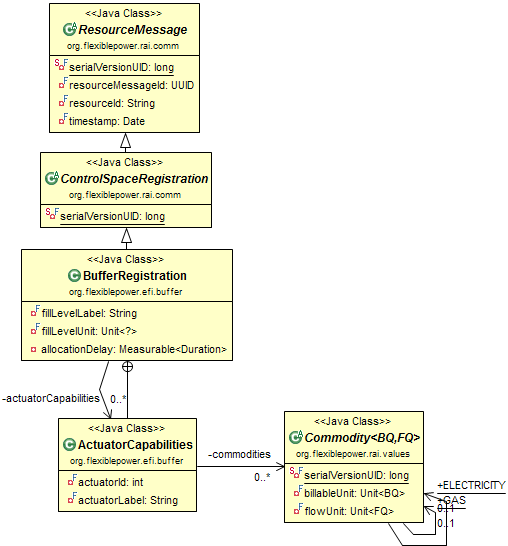 <<Java Class>>
ResourceMessage
org.flexiblepower.rai.comm
serialVersionUID: long
resourceMessageId: UUID
resourceId: String
timestamp: Date
<<Java Class>>
ControlSpaceRegistration
org.flexiblepower.rai.comm
serialVersionUID: long
<<Java Class>>
BufferRegistration
org.flexiblepower.efi.buffer
fillLevelLabel: String
fillLevelUnit: Unit<?>
allocationDelay: Measurable<Duration>
-actuatorCapabilities
0..*
<<Java Class>>
ActuatorCapabilities
org.flexiblepower.efi.buffer
actuatorId: int
actuatorLabel: String
-commodities
0..*
<<Java Class>>
Commodity<BQ,FQ>
org.flexiblepower.rai.values
serialVersionUID: long
billableUnit: Unit<BQ>
flowUnit: Unit<FQ>
+ELECTRICITY
+GAS
0..1
0..1